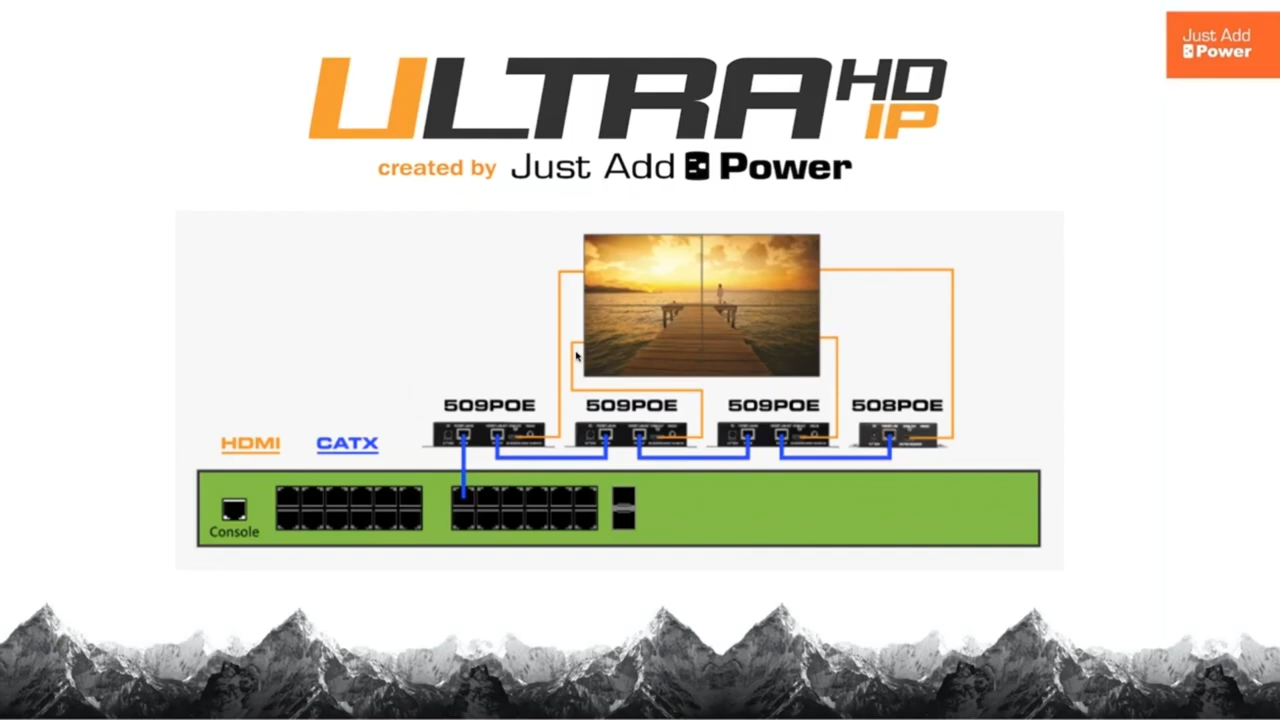 Just Add
Power
ULTRA HD
IP
created by Just Add Power
509POE 509POE 509POE 508POE
HDMI CATX
Console